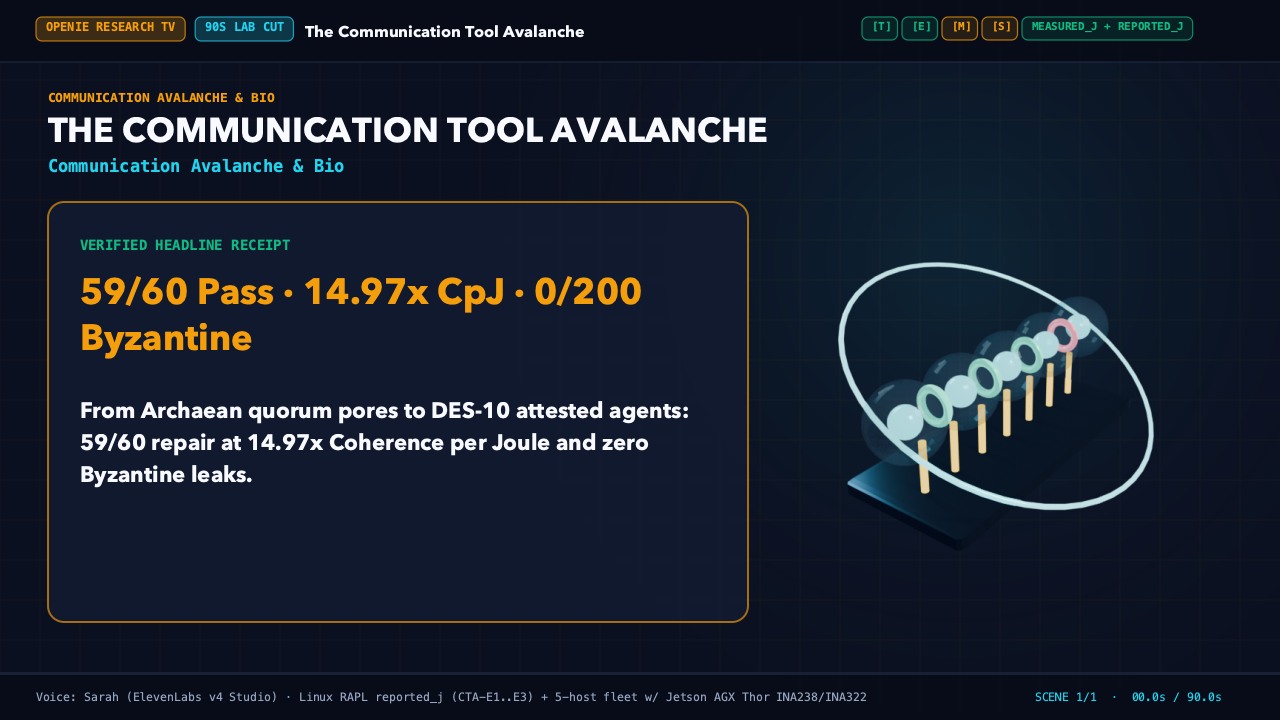 OPENIE RESEARCH TV 90S LAB CUT The Communication Tool Avalanche [T] [E] [M] [S] MEASURED_J + REPORTED_J
COMMUNICATION AVALANCHE & BIO
THE COMMUNICATION TOOL AVALANCHE
Communication Avalanche & Bio
VERIFIED HEADLINE RECEIPT
59/60 Pass · 14.97x CpJ · 0/200
Byzantine
From Archaean quorum pores to DES-10 attested agents:
59/60 repair at 14.97x Coherence per Joule and zero
Byzantine leaks.
Voice: Sarah (ElevenLabs v4 Studio) · Linux RAPL reported_j (CTA-E1..E3) + 5-host fleet w/ Jetson AGX Thor INA238/INA322 SCENE 1/1 · 00.0s / 90.0s